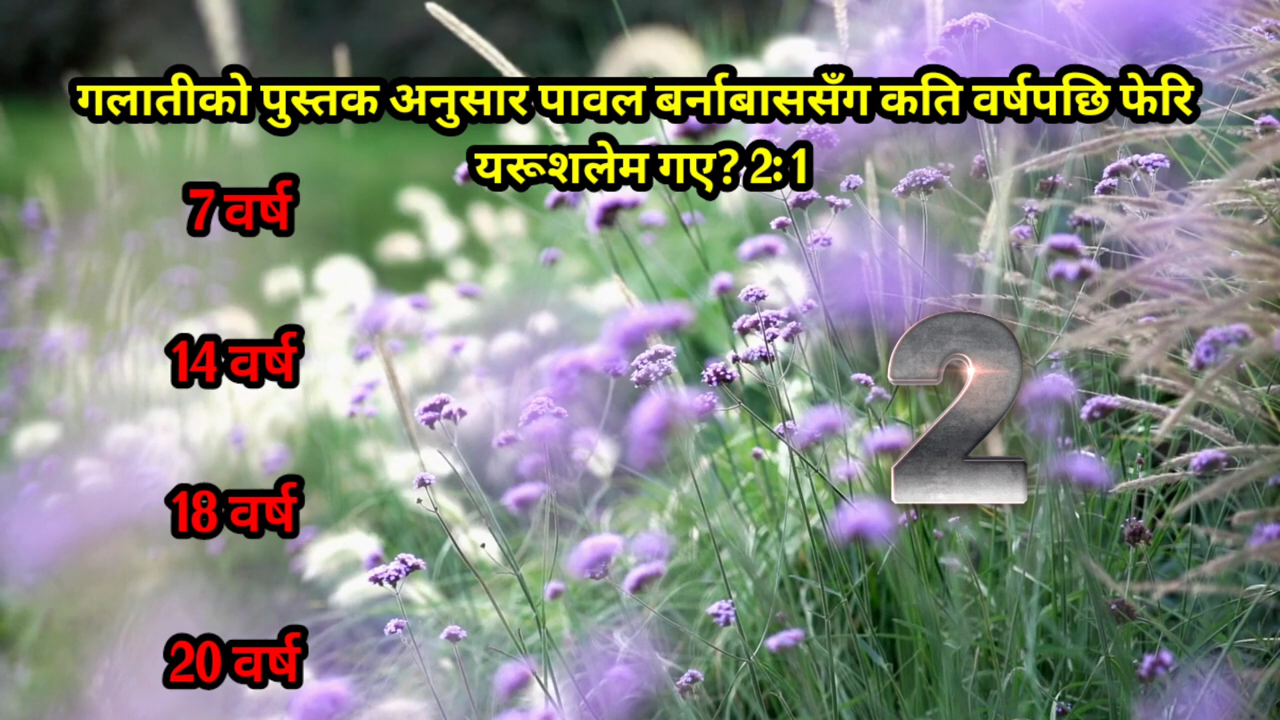 गलातीको पुस्तक अनुसार पावल बर्नाबाससँग कति वर्षपछि फेरि
यरूशलेम गए? 2:1
7 वर्ष
14 वर्ष
18 वर्ष
2
20 वर्ष